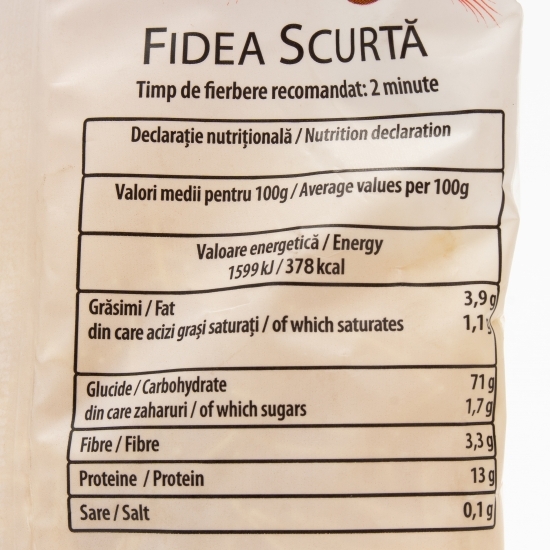 FIDEA SCURTĂ
Timp de fierbere recomandat: 2 minute
Declarație nutrițională / Nutrition declaration
Valori medii pentru 100g / Average values per 100g
Valoare energetică / Energy
1599 kJ / 378 kcal
Grăsimi / Fat 3,9 g
din care acizi grași saturați / of which saturates 1,1 g
Glucide / Carbohydrate 71 g
din care zaharuri / of which sugars 1,7 g
Fibre / Fibre 3,3 g
Proteine / Protein 13 g
Sare / Salt 0,1 g